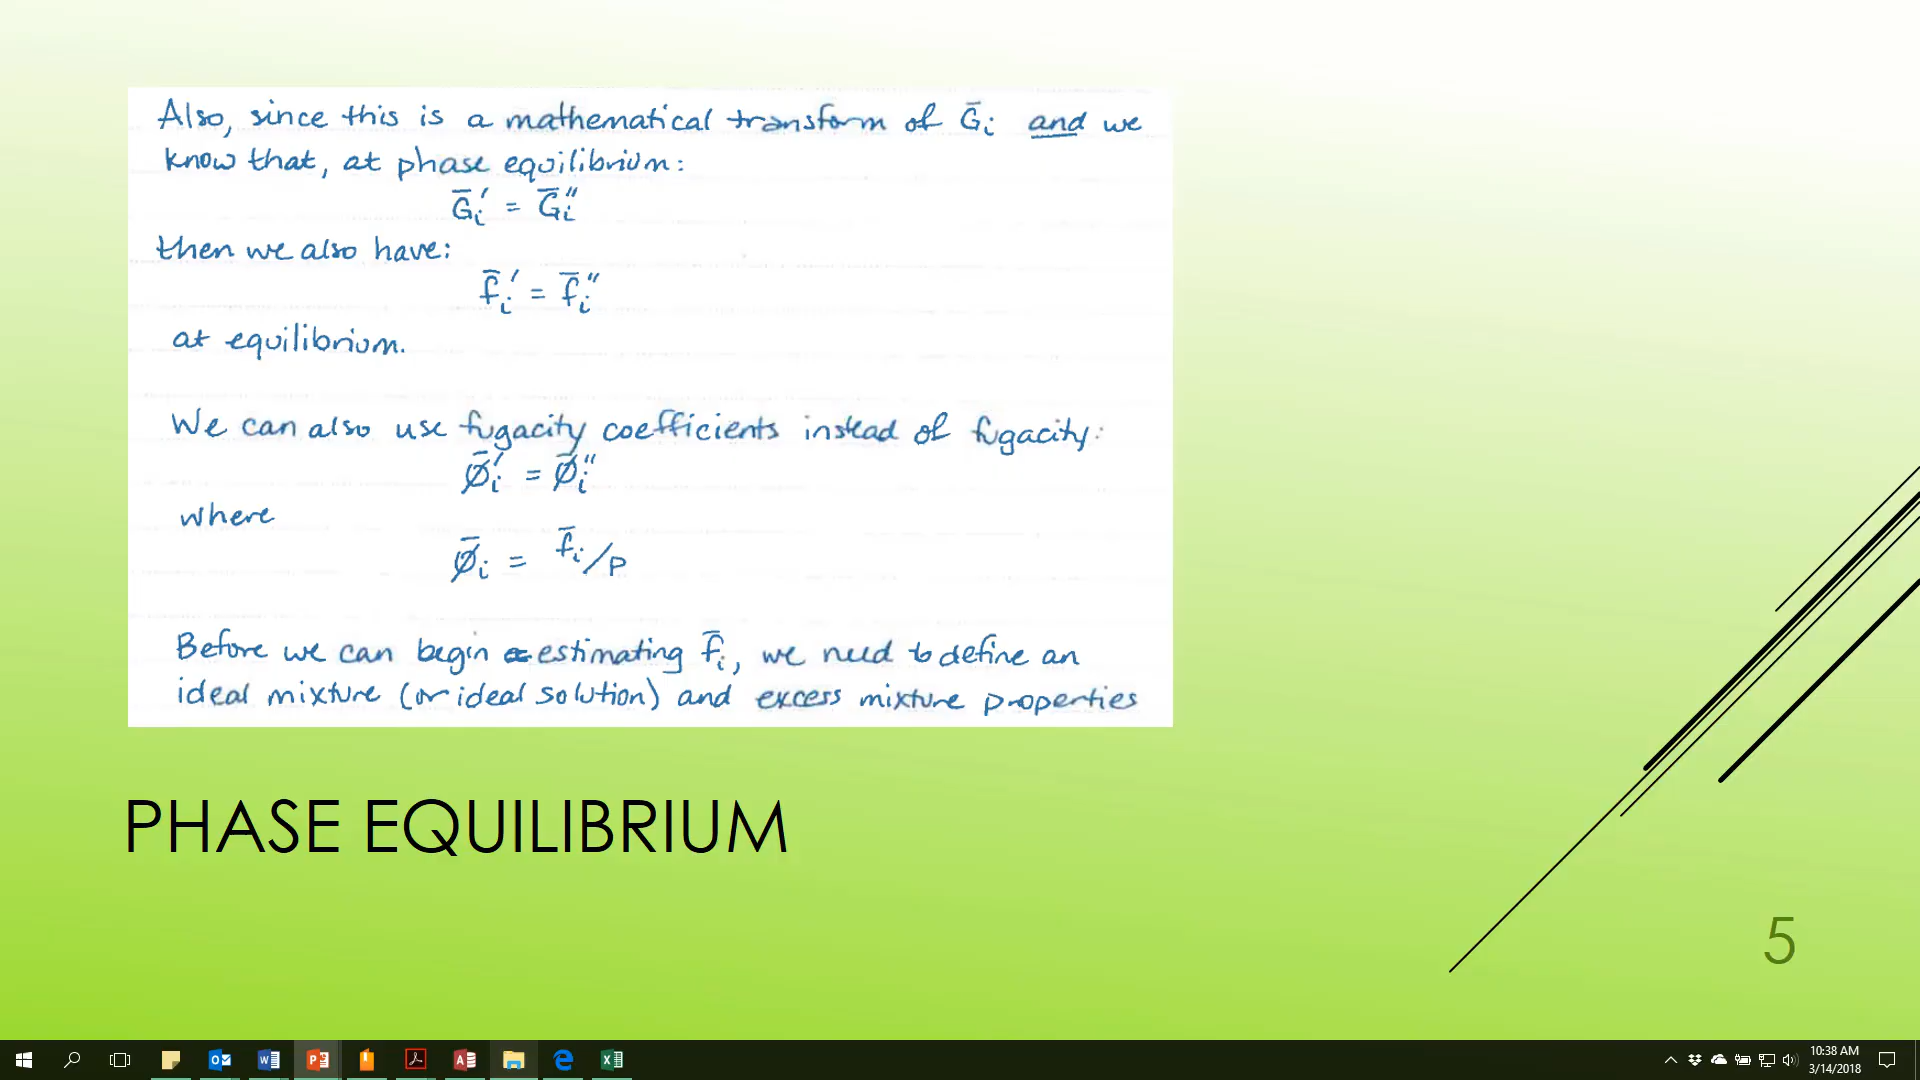 Also, since this is a mathematical transform of Ḡi and we
know that, at phase equilibrium:
Ḡi' = Ḡi"
then we also have:
f̄i' = f̄i"
at equilibrium.
We can also use fugacity coefficients instead of fugacity:
Ø̄i' = Ø̄i"
where
Ø̄i = f̄i/P
Before we can begin estimating f̄i, we need to define an
ideal mixture (or ideal solution) and excess mixture properties
PHASE EQUILIBRIUM
5
10:38 AM
3/14/2018